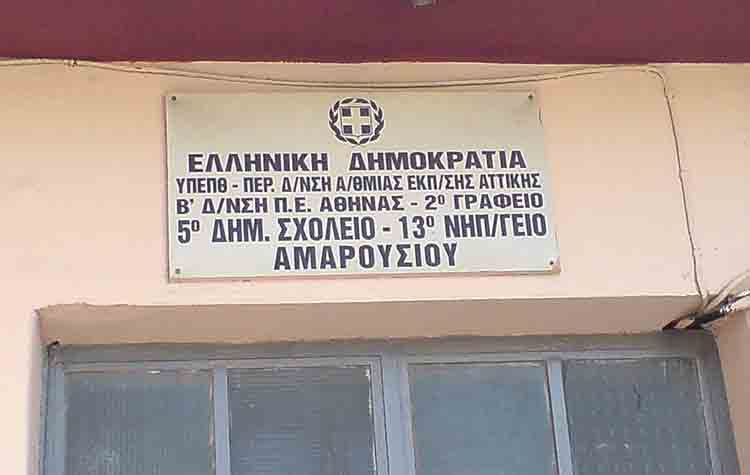 ΕΛΛΗΝΙΚΗ ΔΗΜΟΚΡΑΤΙΑ
ΥΠΕΠΘ - ΠΕΡ. Δ/ΝΣΗ Α/ΘΜΙΑΣ ΕΚΠ/ΣΗΣ ΑΤΤΙΚΗΣ
Β' Δ/ΝΣΗ Π.Ε. ΑΘΗΝΑΣ - 2º ΓΡΑΦΕΙΟ
5º ΔΗΜ. ΣΧΟΛΕΙΟ - 13º ΝΗΠ/ΓΕΙΟ
ΑΜΑΡΟΥΣΙΟΥ